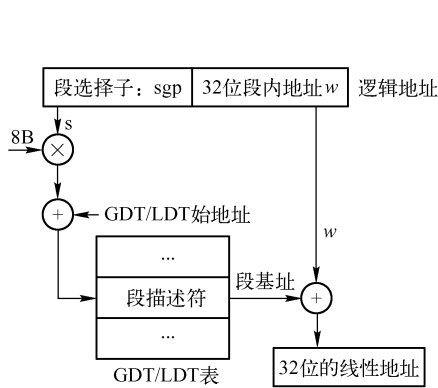 段选择子：sgp
32位段内地址w
逻辑地址
s
8B
×
+
GDT/LDT始地址
w
...
段描述符
段基址
+
...
GDT/LDT表
32位的线性地址